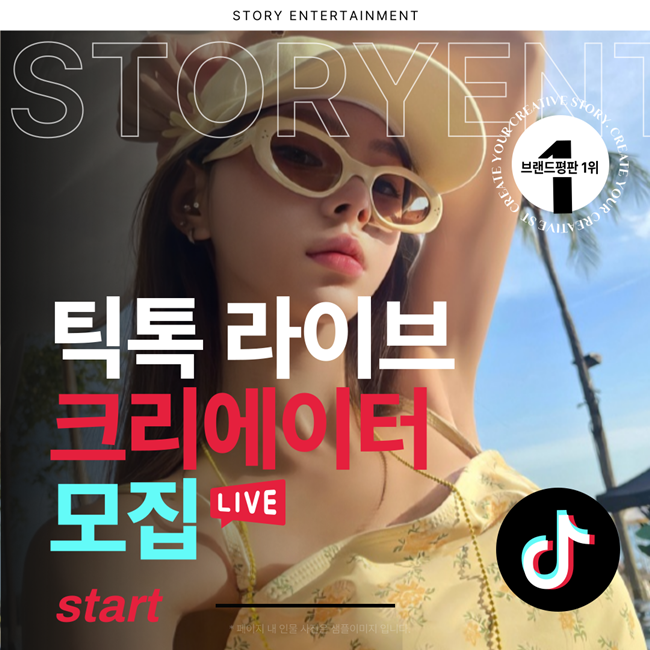 STORY ENTERTAINMENT
STORYENT
CREATE YOUR CREATIVE STORY. CREATE YOUR CREATIVE ST
1
브랜드평판 1위
틱톡 라이브
크리에이터
모집 LIVE
start
* 페이지 내 인물 사진은 샘플이미지 입니다